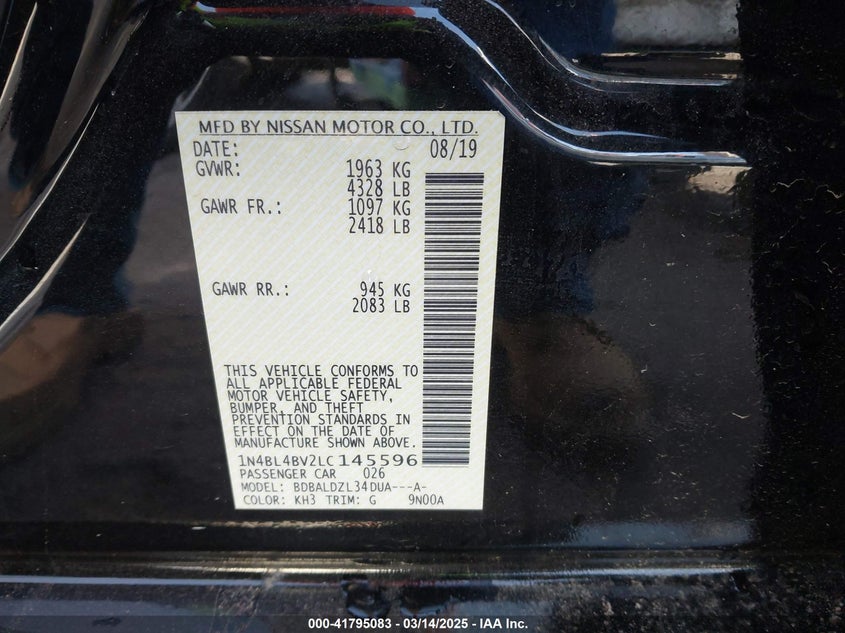 MFD BY NISSAN MOTOR CO., LTD.
DATE: 08/19
GVWR: 1963 KG
4328 LB
GAWR FR.: 1097 KG
2418 LB
GAWR RR.: 945 KG
2083 LB
THIS VEHICLE CONFORMS TO
ALL APPLICABLE FEDERAL
MOTOR VEHICLE SAFETY,
BUMPER, AND THEFT
PREVENTION STANDARDS IN
EFFECT ON THE DATE OF
MANUFACTURE SHOWN ABOVE.
1N4BL4BV2LC145596
PASSENGER CAR 026
MODEL: BDBALDZL34DUA---A-
COLOR: KH3 TRIM: G 9N00A
000-41795083 - 03/14/2025 - IAA Inc.